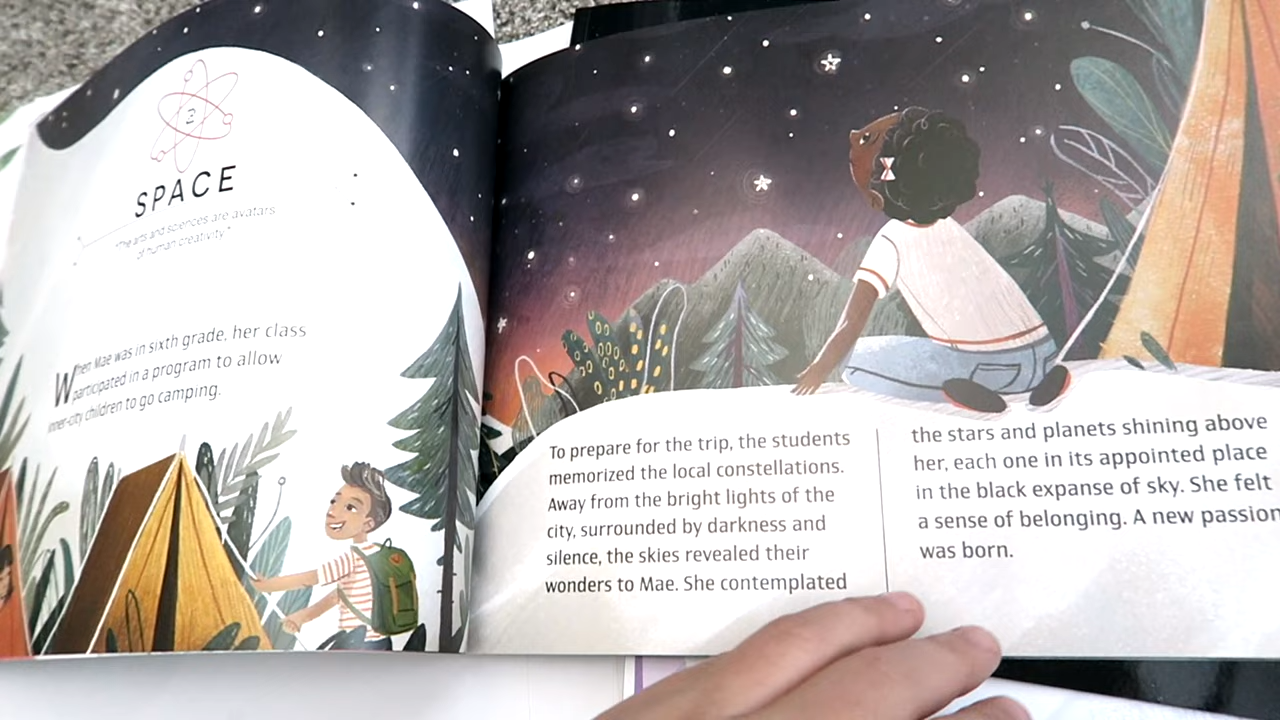 2
SPACE
"The arts and sciences are avatars
of human creativity"
When Mae was in sixth grade, her class
participated in a program to allow
inner-city children to go camping.
To prepare for the trip, the students
memorized the local constellations.
Away from the bright lights of the
city, surrounded by darkness and
silence, the skies revealed their
wonders to Mae. She contemplated
the stars and planets shining above
her, each one in its appointed place
in the black expanse of sky. She felt
a sense of belonging. A new passion
was born.